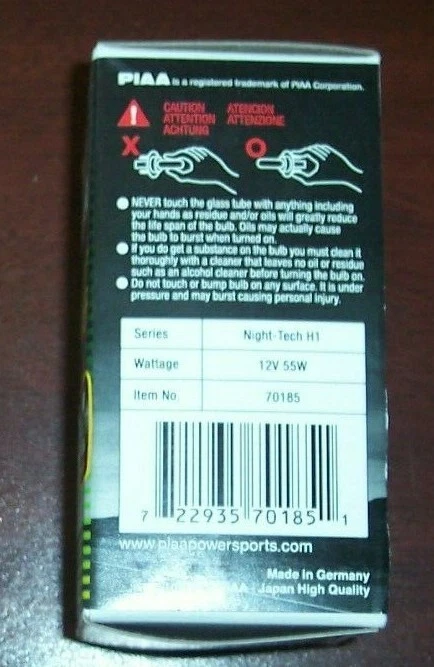 PIAA is a registered trademark of PIAA Corporation.
CAUTION ATENCION
ATTENTION ATTENZIONE
ACHTUNG
X O
● NEVER touch the glass tube with anything including
your hands as residue and/or oils will greatly reduce
the life span of the bulb. Oils may actually cause
the bulb to burst when turned on.
● If you do get a substance on the bulb you must clean it
thoroughly with a cleaner that leaves no oil or residue
such as an alcohol cleaner before turning the bulb on.
● Do not touch or bump bulb on any surface. It is under
pressure and may burst causing personal injury.
Series Night-Tech H1
Wattage 12V 55W
Item No. 70185
7 22935 70185 1
www.piaapowersports.com
Made In Germany
Japan High Quality